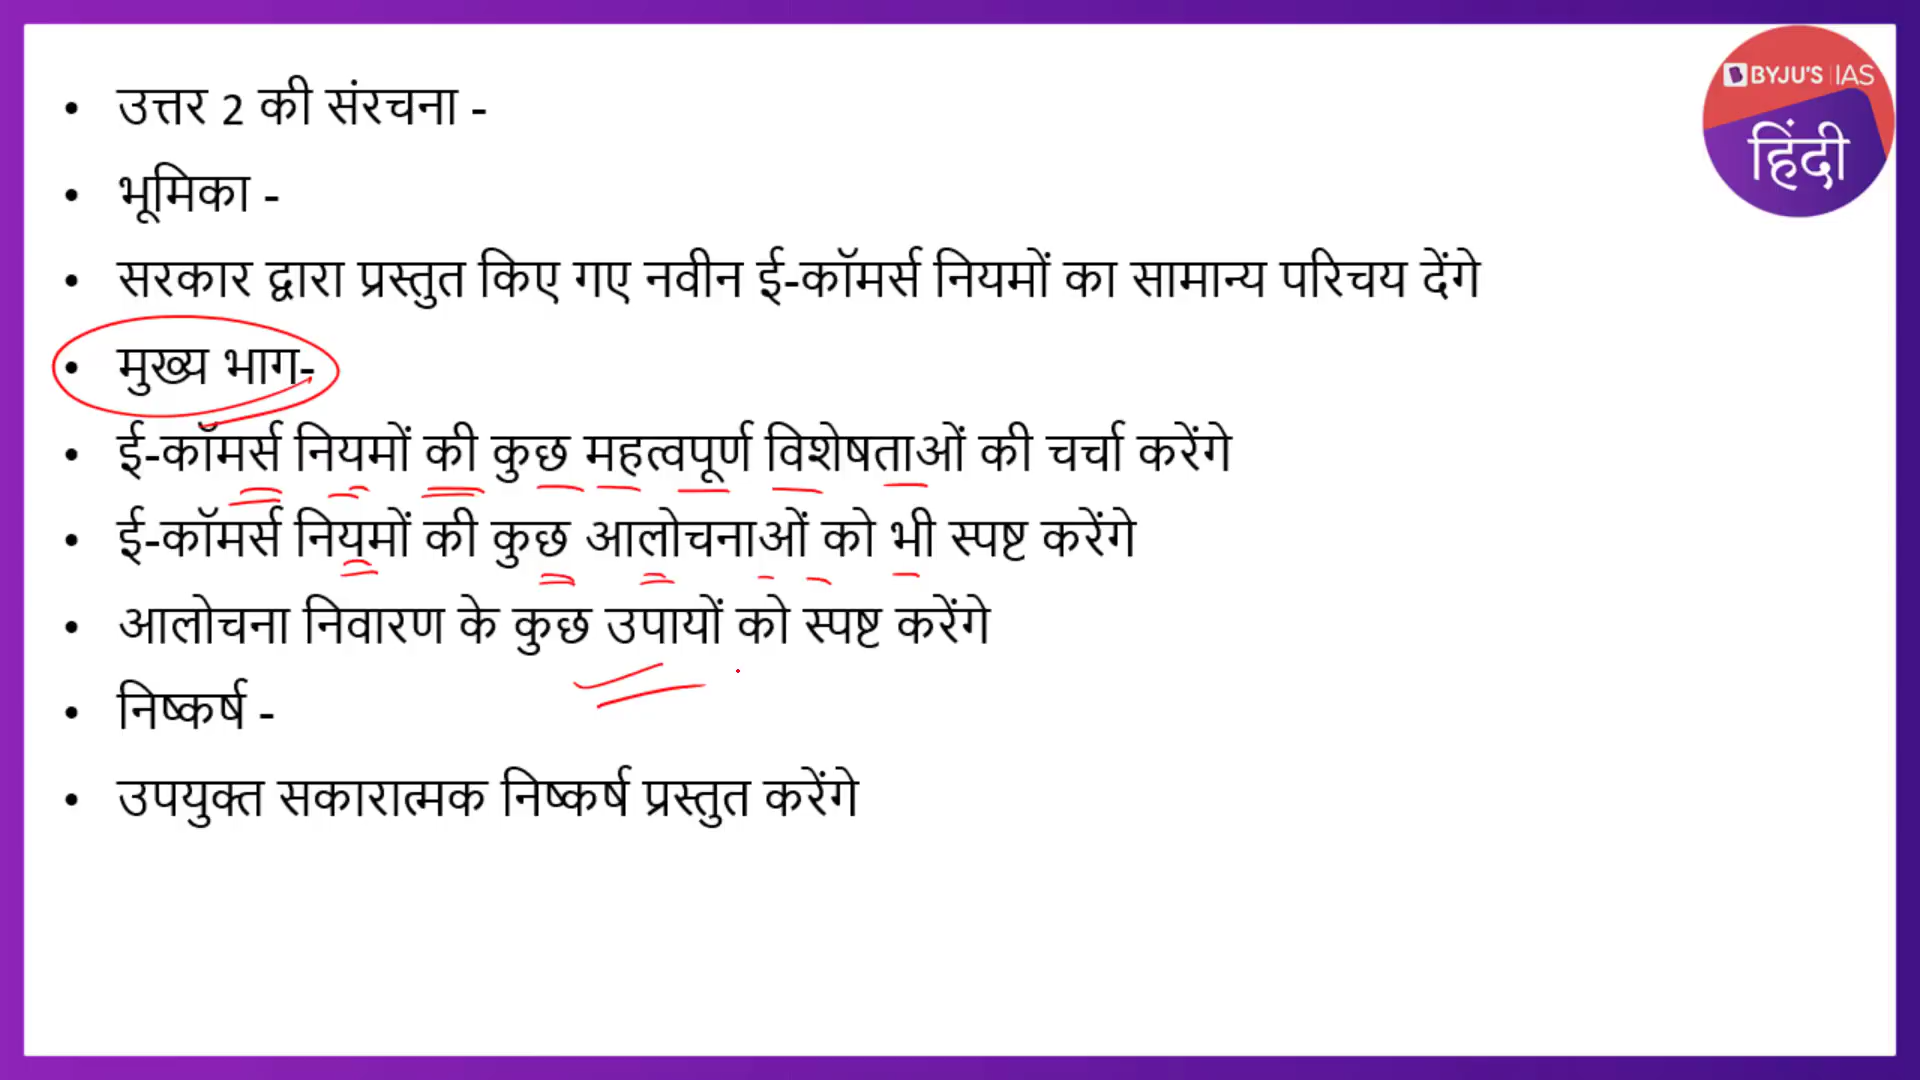 • उत्तर 2 की संरचना -
• भूमिका -
• सरकार द्वारा प्रस्तुत किए गए नवीन ई-कॉमर्स नियमों का सामान्य परिचय देंगे
• मुख्य भाग-
• ई-कॉमर्स नियमों की कुछ महत्वपूर्ण विशेषताओं की चर्चा करेंगे
• ई-कॉमर्स नियमों की कुछ आलोचनाओं को भी स्पष्ट करेंगे
• आलोचना निवारण के कुछ उपायों को स्पष्ट करेंगे
• निष्कर्ष -
• उपयुक्त सकारात्मक निष्कर्ष प्रस्तुत करेंगे
BYJU'S | IAS
हिंदी